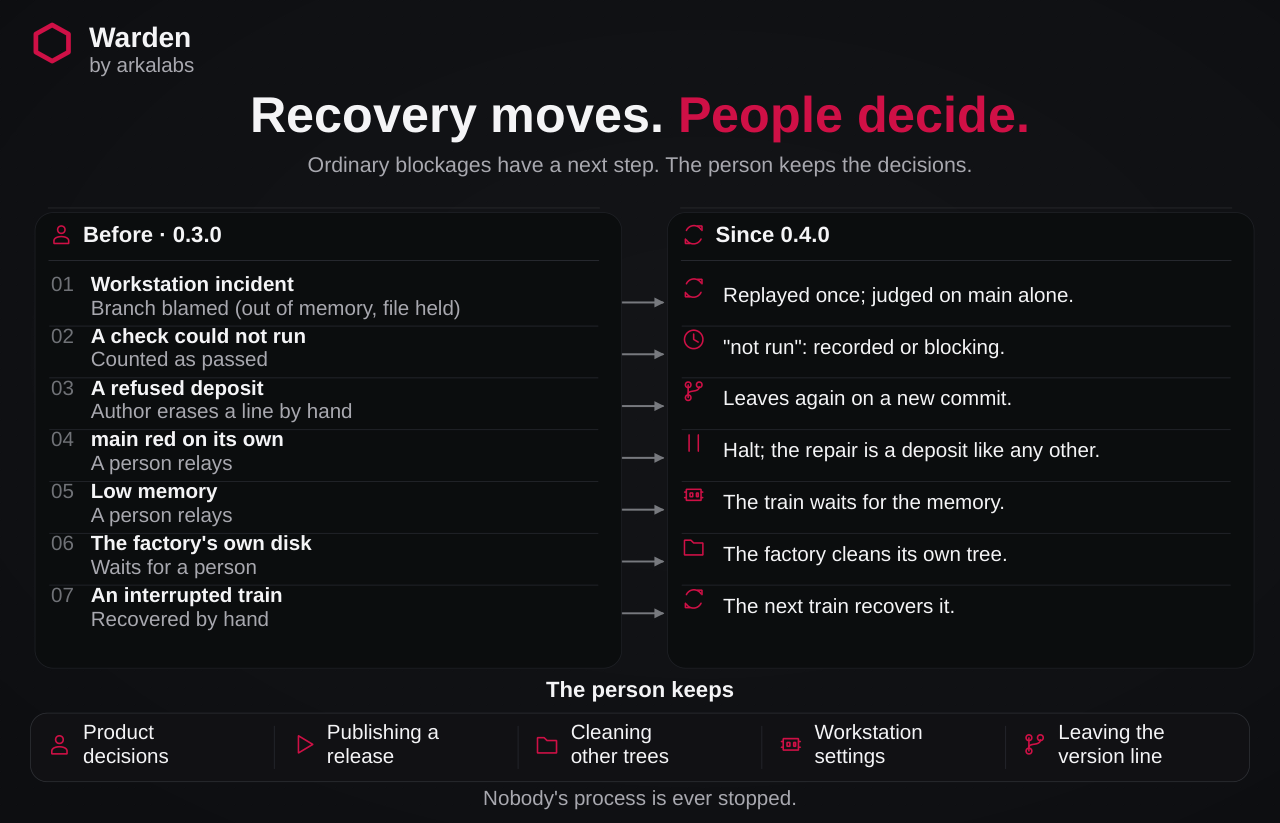 Warden
by arkalabs
Recovery moves. People decide.
Ordinary blockages have a next step. The person keeps the decisions.
Before · 0.3.0
01 Workstation incident
Branch blamed (out of memory, file held)
02 A check could not run
Counted as passed
03 A refused deposit
Author erases a line by hand
04 main red on its own
A person relays
05 Low memory
A person relays
06 The factory's own disk
Waits for a person
07 An interrupted train
Recovered by hand
Since 0.4.0
Replayed once; judged on main alone.
"not run": recorded or blocking.
Leaves again on a new commit.
Halt; the repair is a deposit like any other.
The train waits for the memory.
The factory cleans its own tree.
The next train recovers it.
The person keeps
Product
decisions
Publishing a
release
Cleaning
other trees
Workstation
settings
Leaving the
version line
Nobody's process is ever stopped.